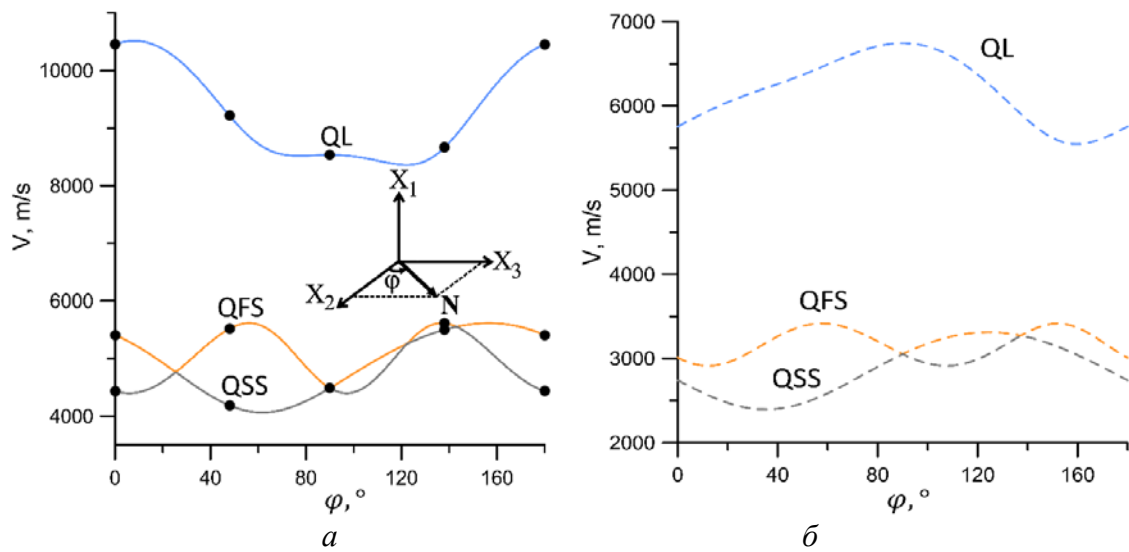 10000
8000
6000
4000
V, m/s
QL
X₁
X₂
X₃
φ
N
QFS
QSS
0 40 80 120 160
φ, °
а
7000
6000
5000
4000
3000
2000
V, m/s
QL
QFS
QSS
0 40 80 120 160
φ, °
б